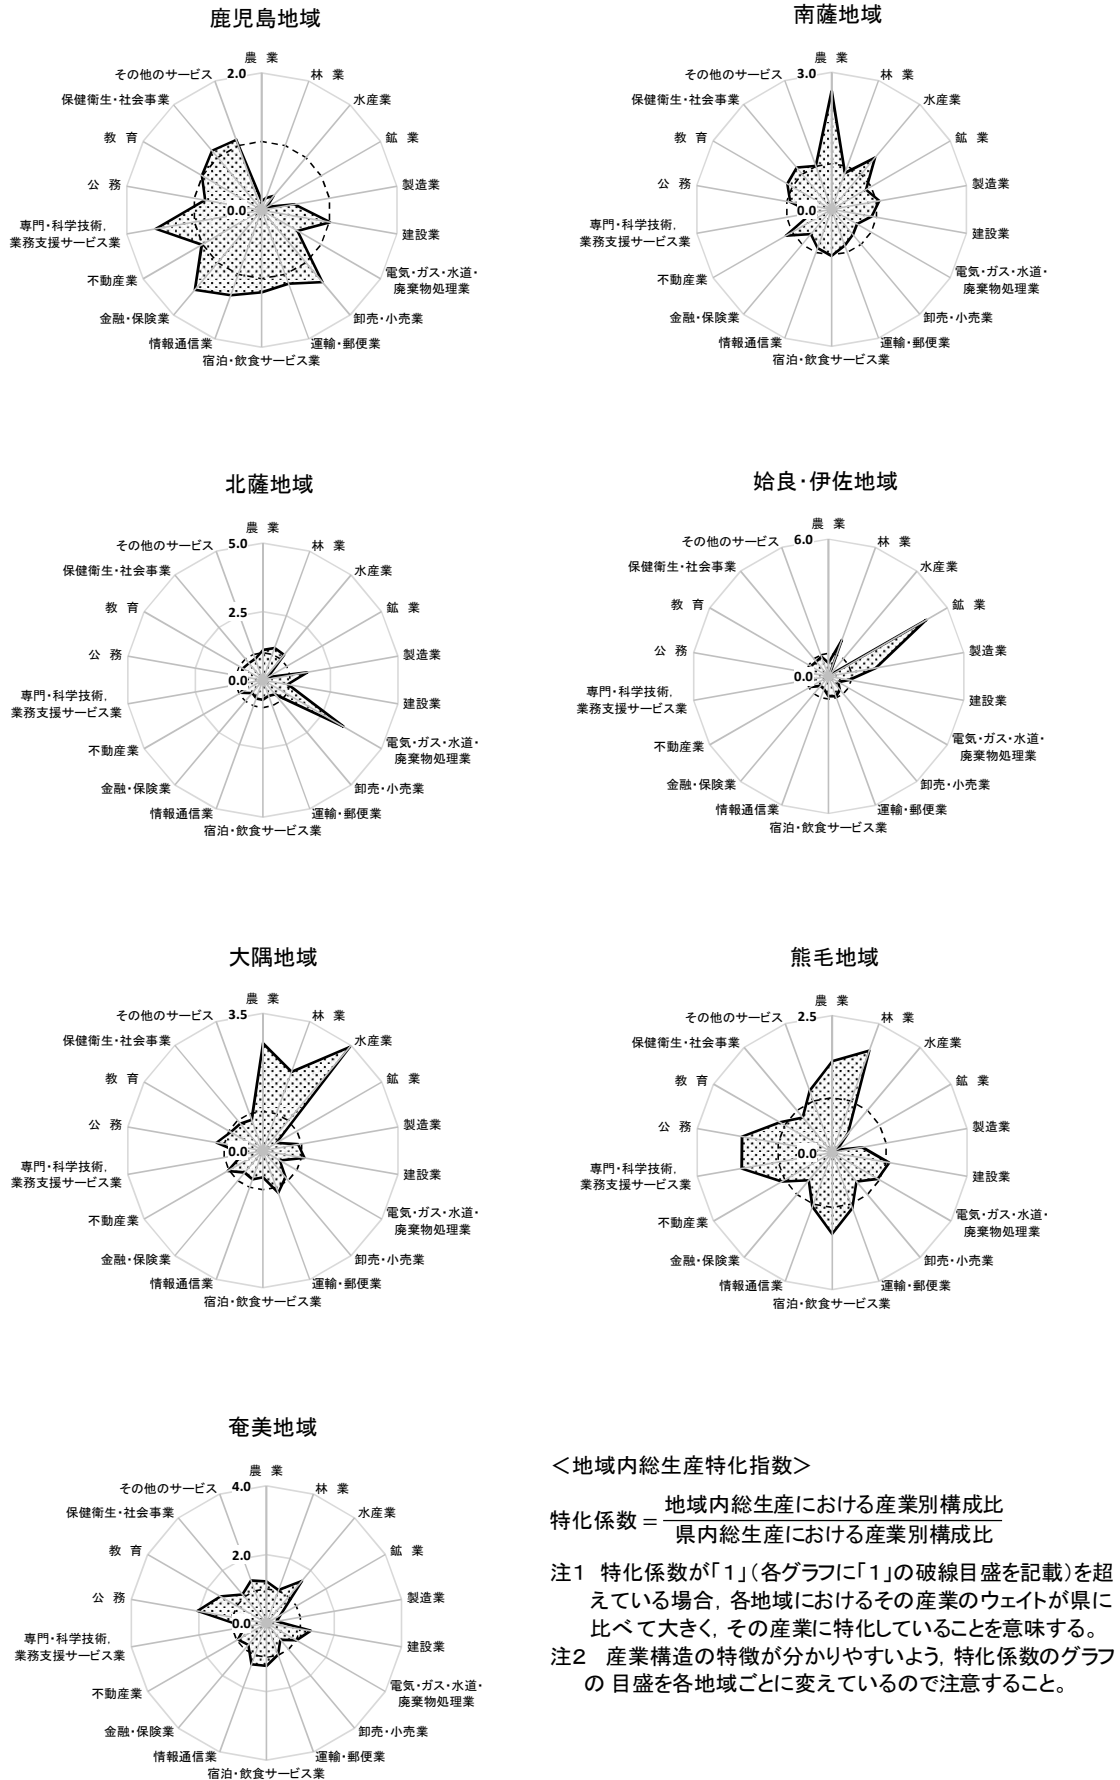 鹿児島地域
農 業
林 業
水産業
鉱 業
製造業
建設業
電気・ガス・水道・
廃棄物処理業
卸売・小売業
運輸・郵便業
宿泊・飲食サービス業
情報通信業
金融・保険業
不動産業
専門・科学技術,
業務支援サービス業
公 務
教 育
保健衛生・社会事業
その他のサービス
2.0
0.0
南薩地域
農 業
林 業
水産業
鉱 業
製造業
建設業
電気・ガス・水道・
廃棄物処理業
卸売・小売業
運輸・郵便業
宿泊・飲食サービス業
情報通信業
金融・保険業
不動産業
専門・科学技術,
業務支援サービス業
公 務
教 育
保健衛生・社会事業
その他のサービス
3.0
0.0
北薩地域
農 業
林 業
水産業
鉱 業
製造業
建設業
電気・ガス・水道・
廃棄物処理業
卸売・小売業
運輸・郵便業
宿泊・飲食サービス業
情報通信業
金融・保険業
不動産業
専門・科学技術,
業務支援サービス業
公 務
教 育
保健衛生・社会事業
その他のサービス
5.0
2.5
0.0
姶良・伊佐地域
農 業
林 業
水産業
鉱 業
製造業
建設業
電気・ガス・水道・
廃棄物処理業
卸売・小売業
運輸・郵便業
宿泊・飲食サービス業
情報通信業
金融・保険業
不動産業
専門・科学技術,
業務支援サービス業
公 務
教 育
保健衛生・社会事業
その他のサービス
6.0
0.0
大隅地域
農 業
林 業
水産業
鉱 業
製造業
建設業
電気・ガス・水道・
廃棄物処理業
卸売・小売業
運輸・郵便業
宿泊・飲食サービス業
情報通信業
金融・保険業
不動産業
専門・科学技術,
業務支援サービス業
公 務
教 育
保健衛生・社会事業
その他のサービス
3.5
0.0
熊毛地域
農 業
林 業
水産業
鉱 業
製造業
建設業
電気・ガス・水道・
廃棄物処理業
卸売・小売業
運輸・郵便業
宿泊・飲食サービス業
情報通信業
金融・保険業
不動産業
専門・科学技術,
業務支援サービス業
公 務
教 育
保健衛生・社会事業
その他のサービス
2.5
0.0
奄美地域
農 業
林 業
水産業
鉱 業
製造業
建設業
電気・ガス・水道・
廃棄物処理業
卸売・小売業
運輸・郵便業
宿泊・飲食サービス業
情報通信業
金融・保険業
不動産業
専門・科学技術,
業務支援サービス業
公 務
教 育
保健衛生・社会事業
その他のサービス
4.0
2.0
0.0
＜地域内総生産特化指数＞
特化係数＝地域内総生産における産業別構成比
県内総生産における産業別構成比
注１ 特化係数が「１」（各グラフに「１」の破線目盛を記載）を超
えている場合, 各地域におけるその産業のウェイトが県に
比べて大きく, その産業に特化していることを意味する。
注２ 産業構造の特徴が分かりやすいよう, 特化係数のグラフ
の 目盛を各地域ごとに変えているので注意すること。